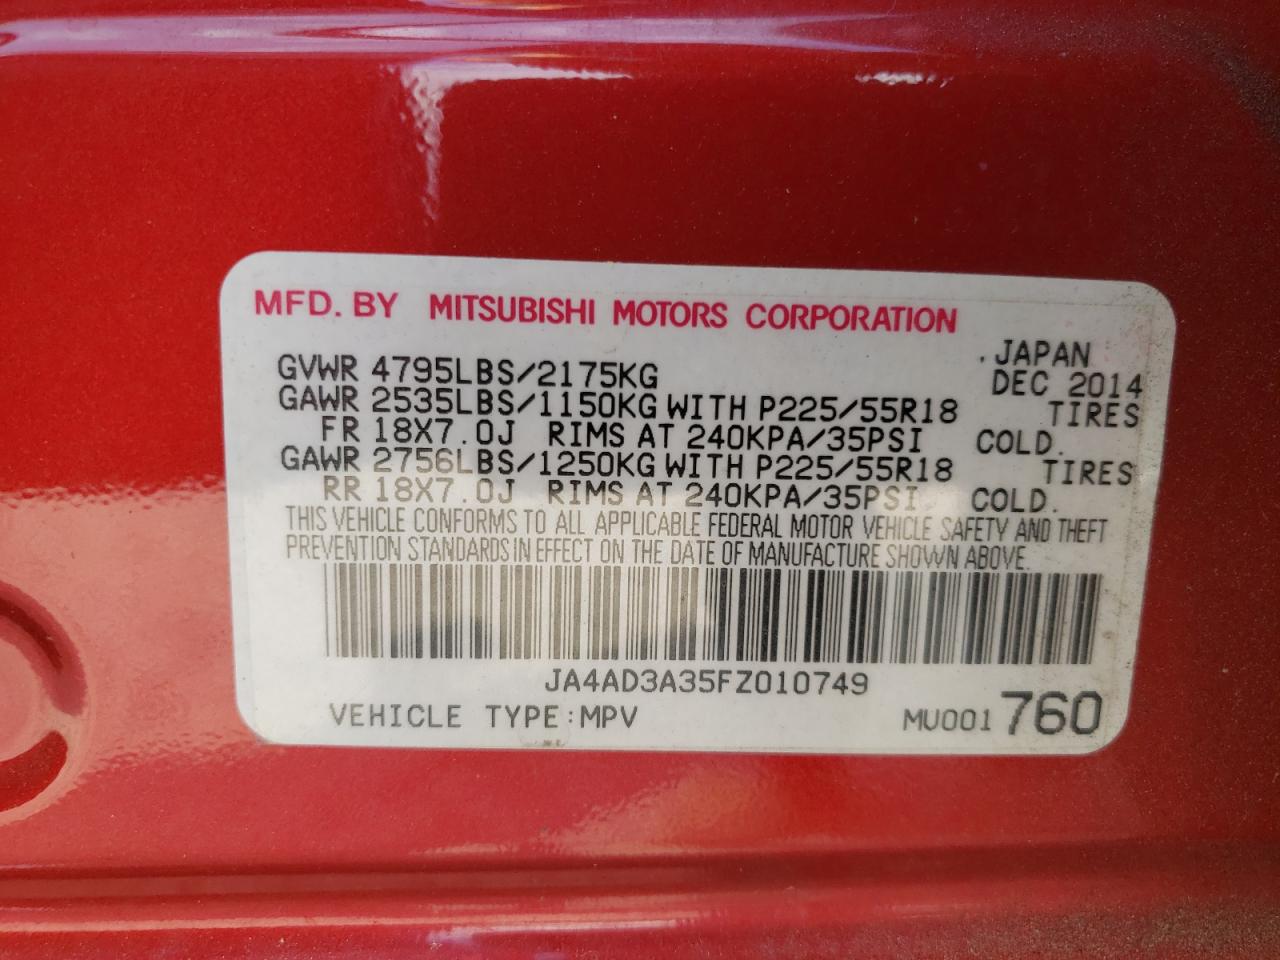 MFD. BY MITSUBISHI MOTORS CORPORATION
.JAPAN
GVWR 4795LBS/2175KG DEC 2014
GAWR 2535LBS/1150KG WITH P225/55R18 TIRES
FR 18X7.0J RIMS AT 240KPA/35PSI COLD.
GAWR 2756LBS/1250KG WITH P225/55R18 TIRES
RR 18X7.0J RIMS AT 240KPA/35PSI COLD.
THIS VEHICLE CONFORMS TO ALL APPLICABLE FEDERAL MOTOR VEHICLE SAFETY AND THEFT
PREVENTION STANDARDS IN EFFECT ON THE DATE OF MANUFACTURE SHOWN ABOVE.
JA4AD3A35FZ010749
VEHICLE TYPE:MPV MU001 760